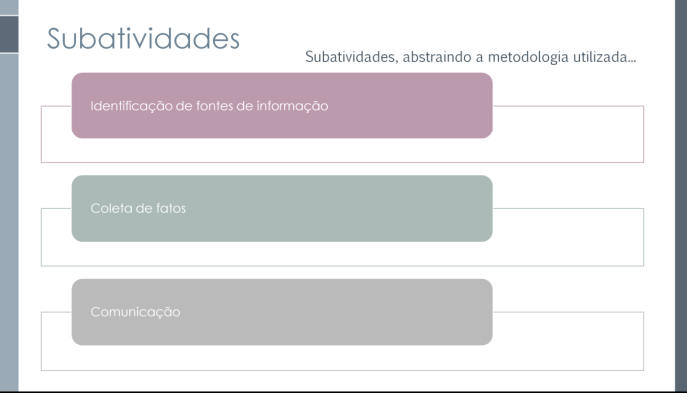 Subatividades
Subatividades, abstraindo a metodologia utilizada...
Identificação de fontes de informação
Coleta de fatos
Comunicação